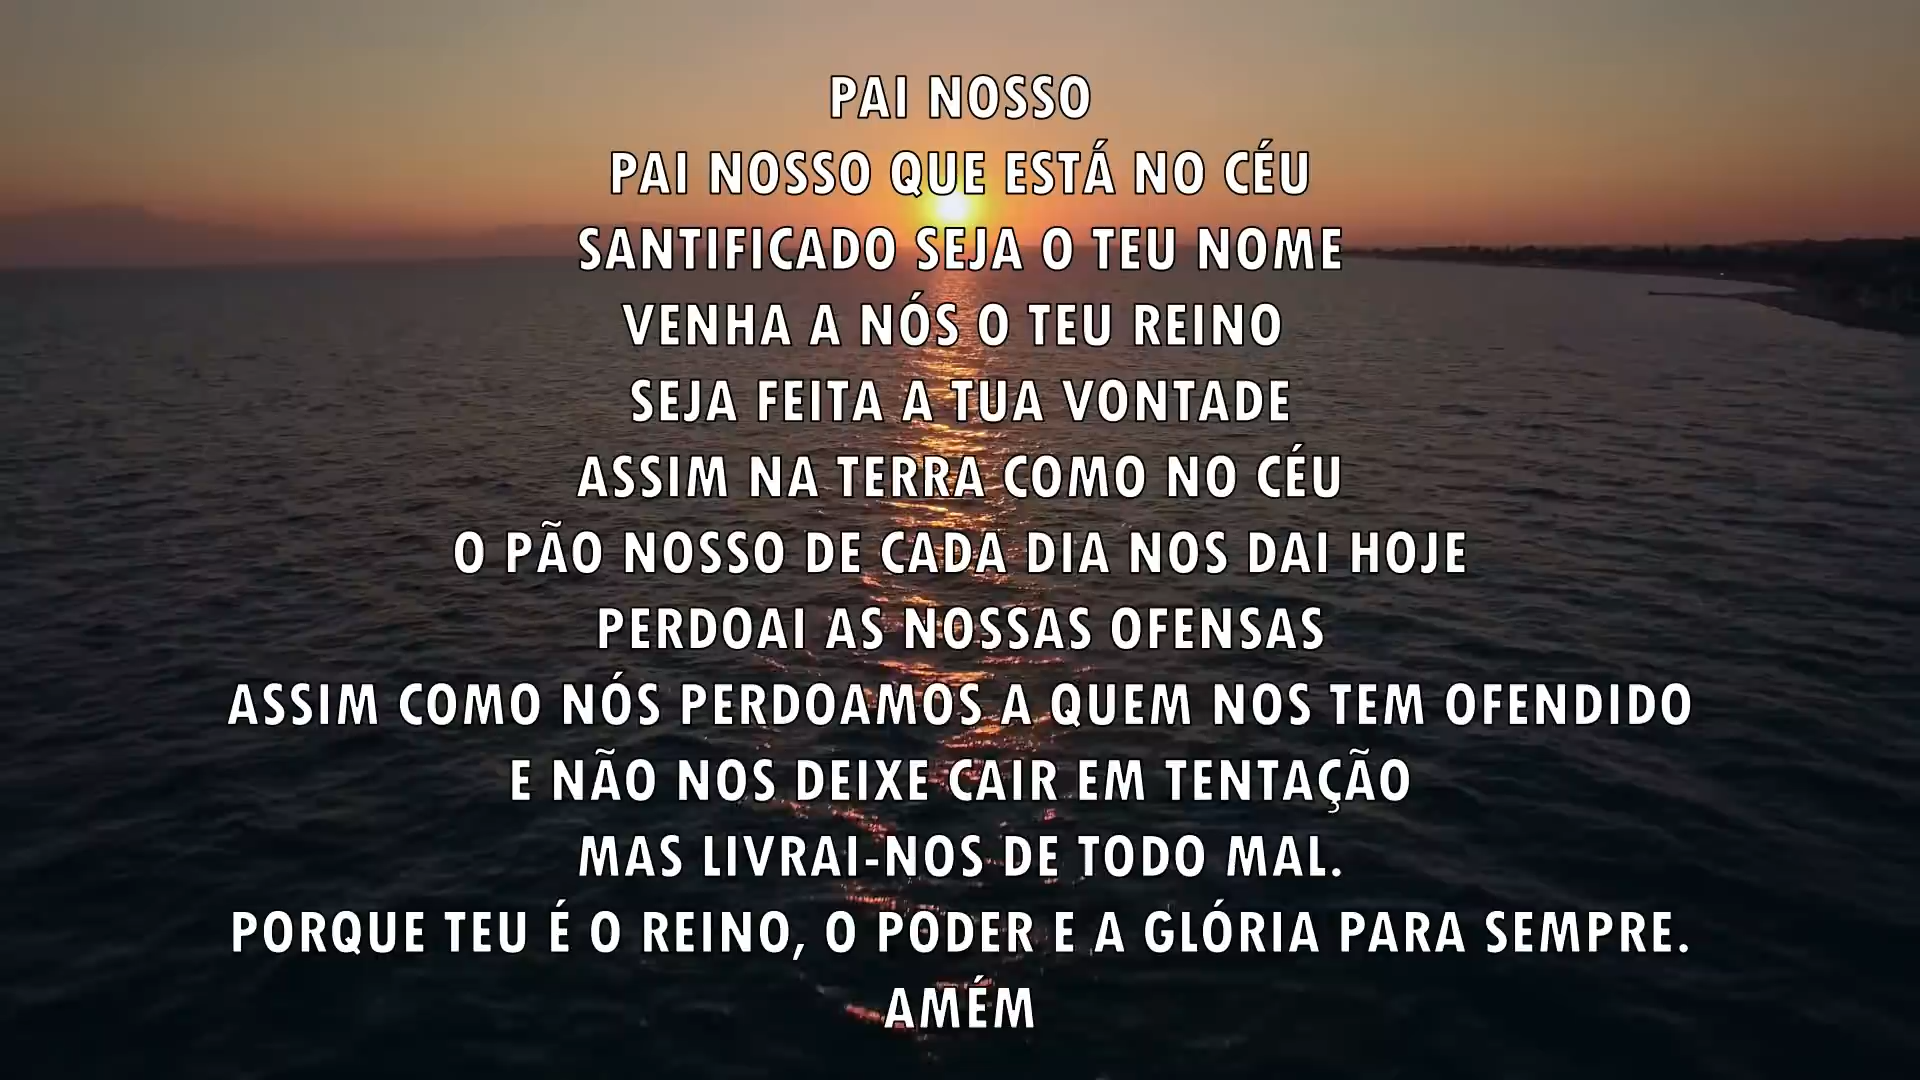 PAI NOSSO
PAI NOSSO QUE ESTÁ NO CÉU
SANTIFICADO SEJA O TEU NOME
VENHA A NÓS O TEU REINO
SEJA FEITA A TUA VONTADE
ASSIM NA TERRA COMO NO CÉU
O PÃO NOSSO DE CADA DIA NOS DAI HOJE
PERDOAI AS NOSSAS OFENSAS
ASSIM COMO NÓS PERDOAMOS A QUEM NOS TEM OFENDIDO
E NÃO NOS DEIXE CAIR EM TENTAÇÃO
MAS LIVRAI-NOS DE TODO MAL.
PORQUE TEU É O REINO, O PODER E A GLÓRIA PARA SEMPRE.
AMÉM